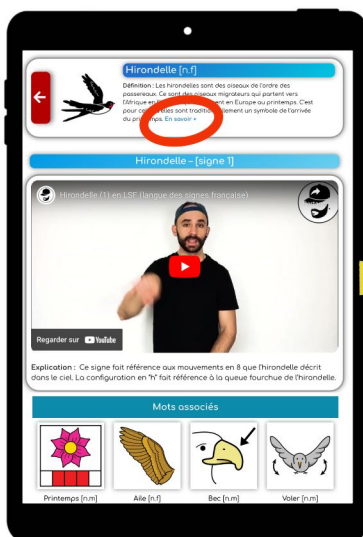 Hirondelle [n.f]
Définition : Les hirondelles sont des oiseaux de l'ordre des
passereaux. Ce sont des oiseaux migrateurs qui partent vers
l'Afrique en
ent en Europe au printemps. C'est
pour ce
elles sont
llement un symbole de l'arrivée
du printemps. En savoir +
Hirondelle – [signe 1]
Hirondelle (1) en LSF (langue des signes française)
Regarder sur YouTube
Explication : Ce signe fait référence aux mouvements en 8 que l'hirondelle décrit
dans le ciel. La configuration en "h" fait référence à la queue fourchue de l'hirondelle.
Mots associés
Printemps [n.m] Aile [n.f] Bec [n.m] Voler [n.m]